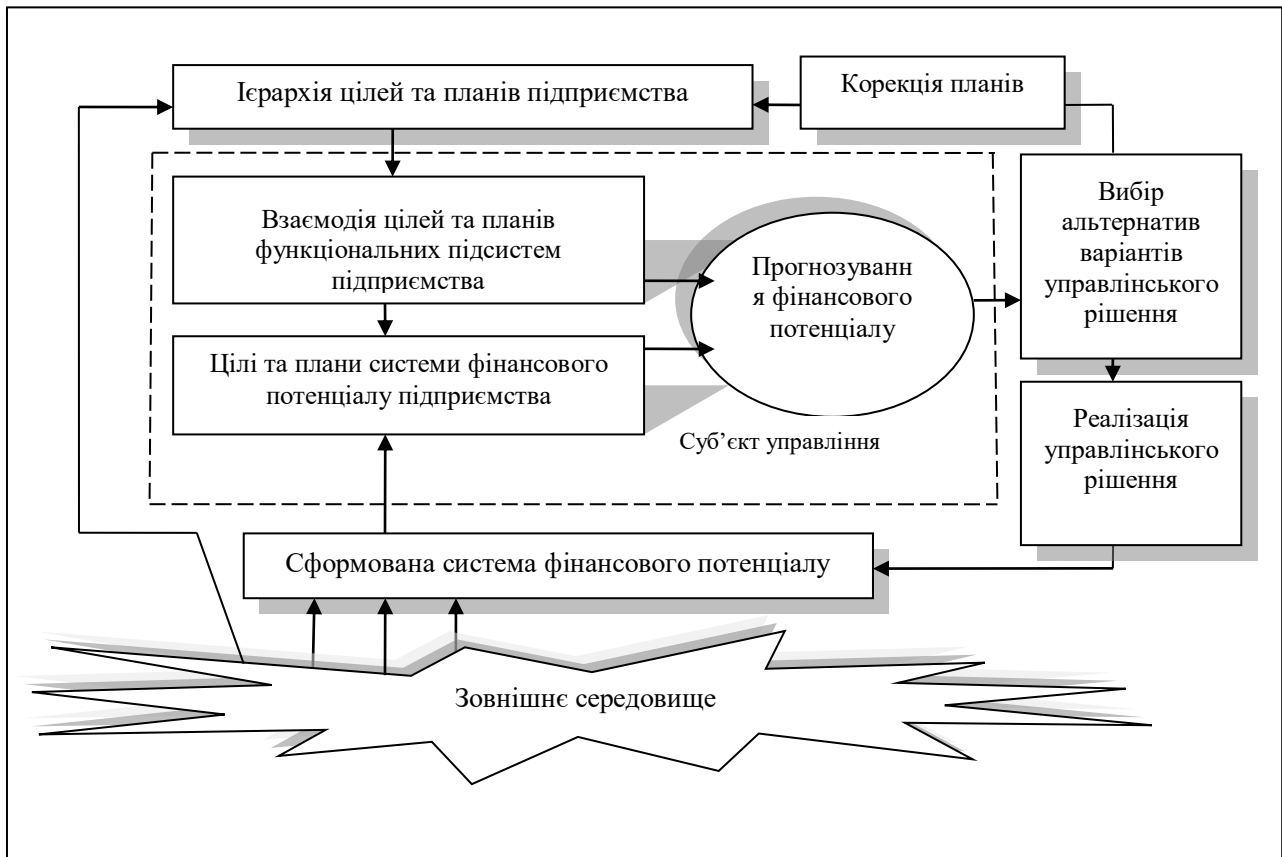 Ієрархія цілей та планів підприємства
Корекція планів
Взаємодія цілей та планів
функціональних підсистем
підприємства
Прогнозуванн
я фінансового
потенціалу
Вибір
альтернатив
варіантів
управлінського
рішення
Цілі та плани системи фінансового
потенціалу підприємства
Суб’єкт управління
Реалізація
управлінського
рішення
Сформована система фінансового потенціалу
Зовнішнє середовище